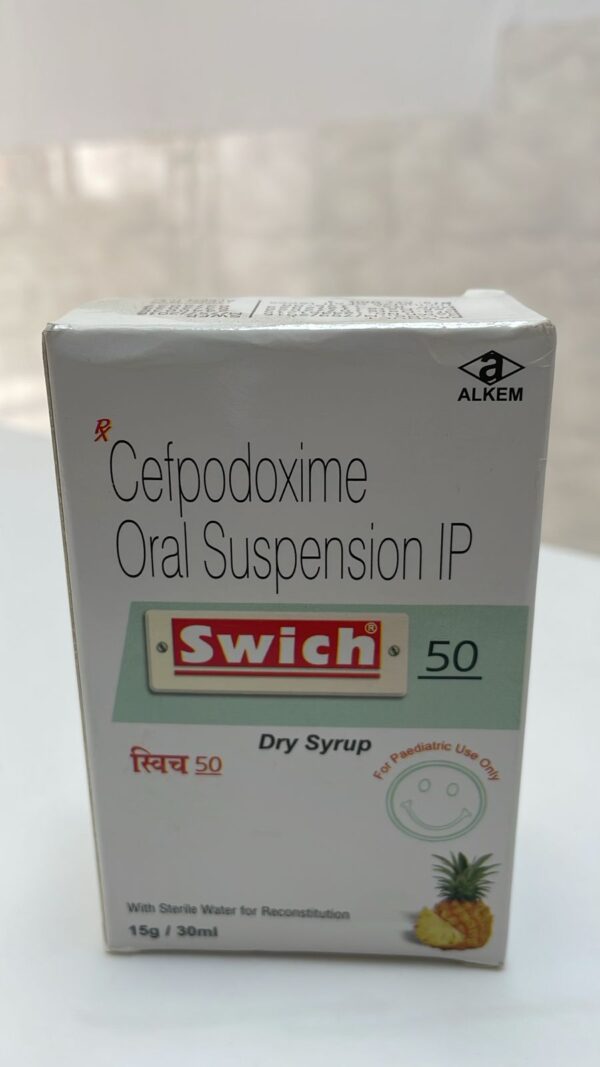 a
ALKEM
Rx
Cefpodoxime
Oral Suspension IP
Swich® 50
Dry Syrup
स्विच 50
For Paediatric Use Only
With Sterile Water for Reconstitution
15g / 30ml